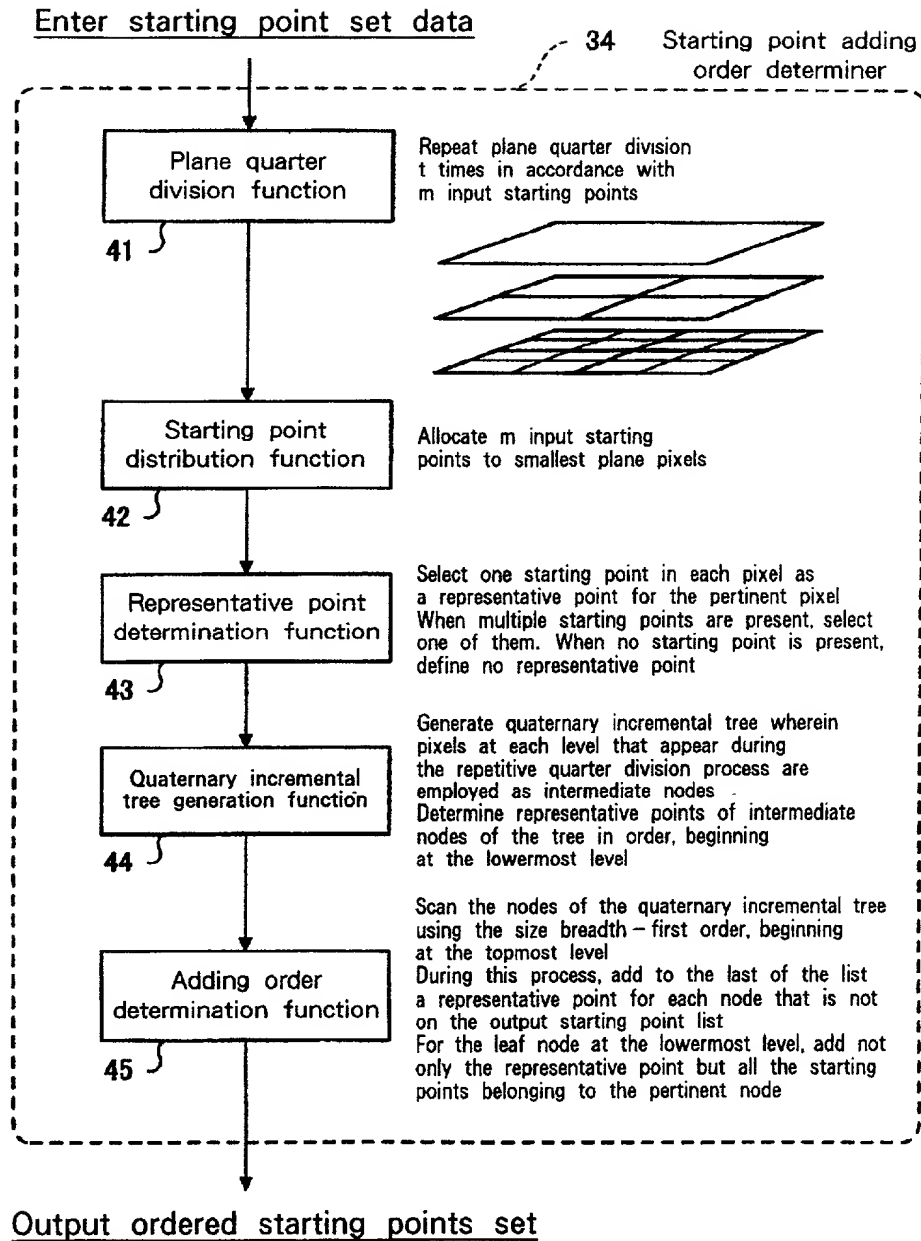 Enter starting point set data
34 Starting point adding
order determiner
Plane quarter
division function
41
Repeat plane quarter division
t times in accordance with
m input starting points
Starting point
distribution function
42
Allocate m input starting
points to smallest plane pixels
Representative point
determination function
43
Select one starting point in each pixel as
a representative point for the pertinent pixel
When multiple starting points are present, select
one of them. When no starting point is present,
define no representative point
Quaternary incremental
tree generation function
44
Generate quaternary incremental tree wherein
pixels at each level that appear during
the repetitive quarter division process are
employed as intermediate nodes
Determine representative points of intermediate
nodes of the tree in order, beginning
at the lowermost level
Adding order
determination function
45
Scan the nodes of the quaternary incremental tree
using the size breadth-first order, beginning
at the topmost level
During this process, add to the last of the list
a representative point for each node that is not
on the output starting point list
For the leaf node at the lowermost level, add not
only the representative point but all the starting
points belonging to the pertinent node
Output ordered starting points set